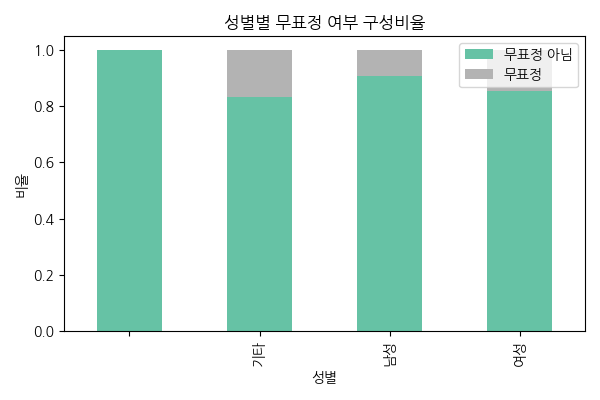 성별별 무표정 여부 구성비율
무표정 아님
무표정
1.0
0.8
0.6
0.4
0.2
0.0
비율
기타
남성
여성
성별